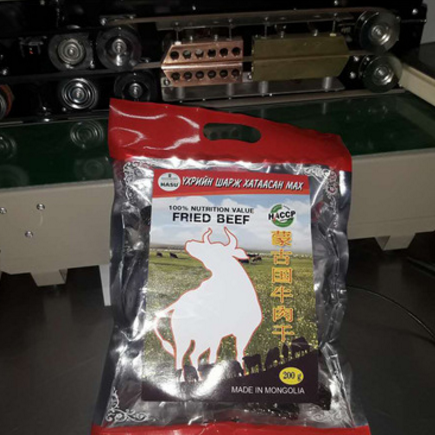 HASU
ҮХРИЙН ШАРЖ ХАТААСАН МАХ
100% NUTRITION VALUE
FRIED BEEF
HACCP
蒙古国牛肉干
200 g
MADE IN MONGOLIA